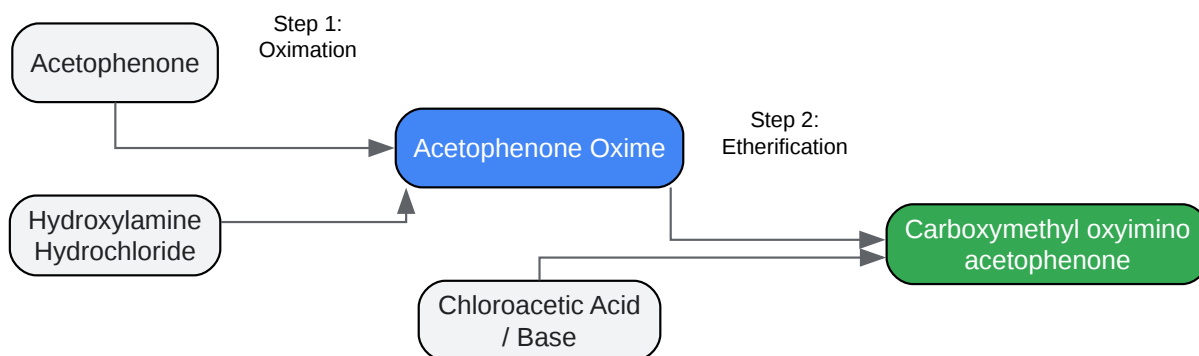 Step 1:
Oximation
Acetophenone
Acetophenone Oxime
Step 2:
Etherification
Hydroxylamine
Hydrochloride
Carboxymethyl oxyimino
acetophenone
Chloroacetic Acid
/ Base